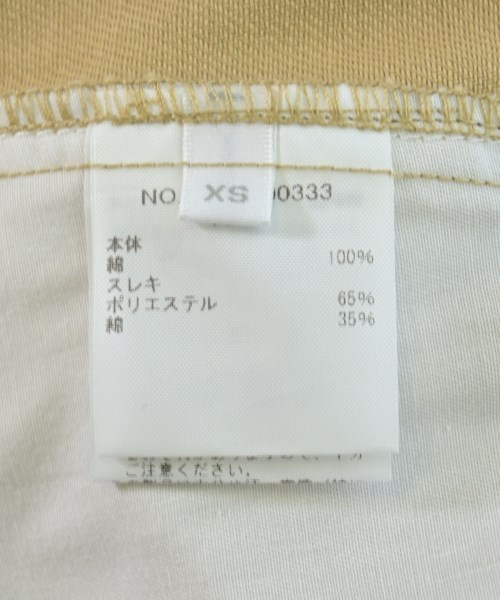 NO
XS
00333
本体
綿 100%
スレキ
ポリエステル 65%
綿 35%
ご注意ください。